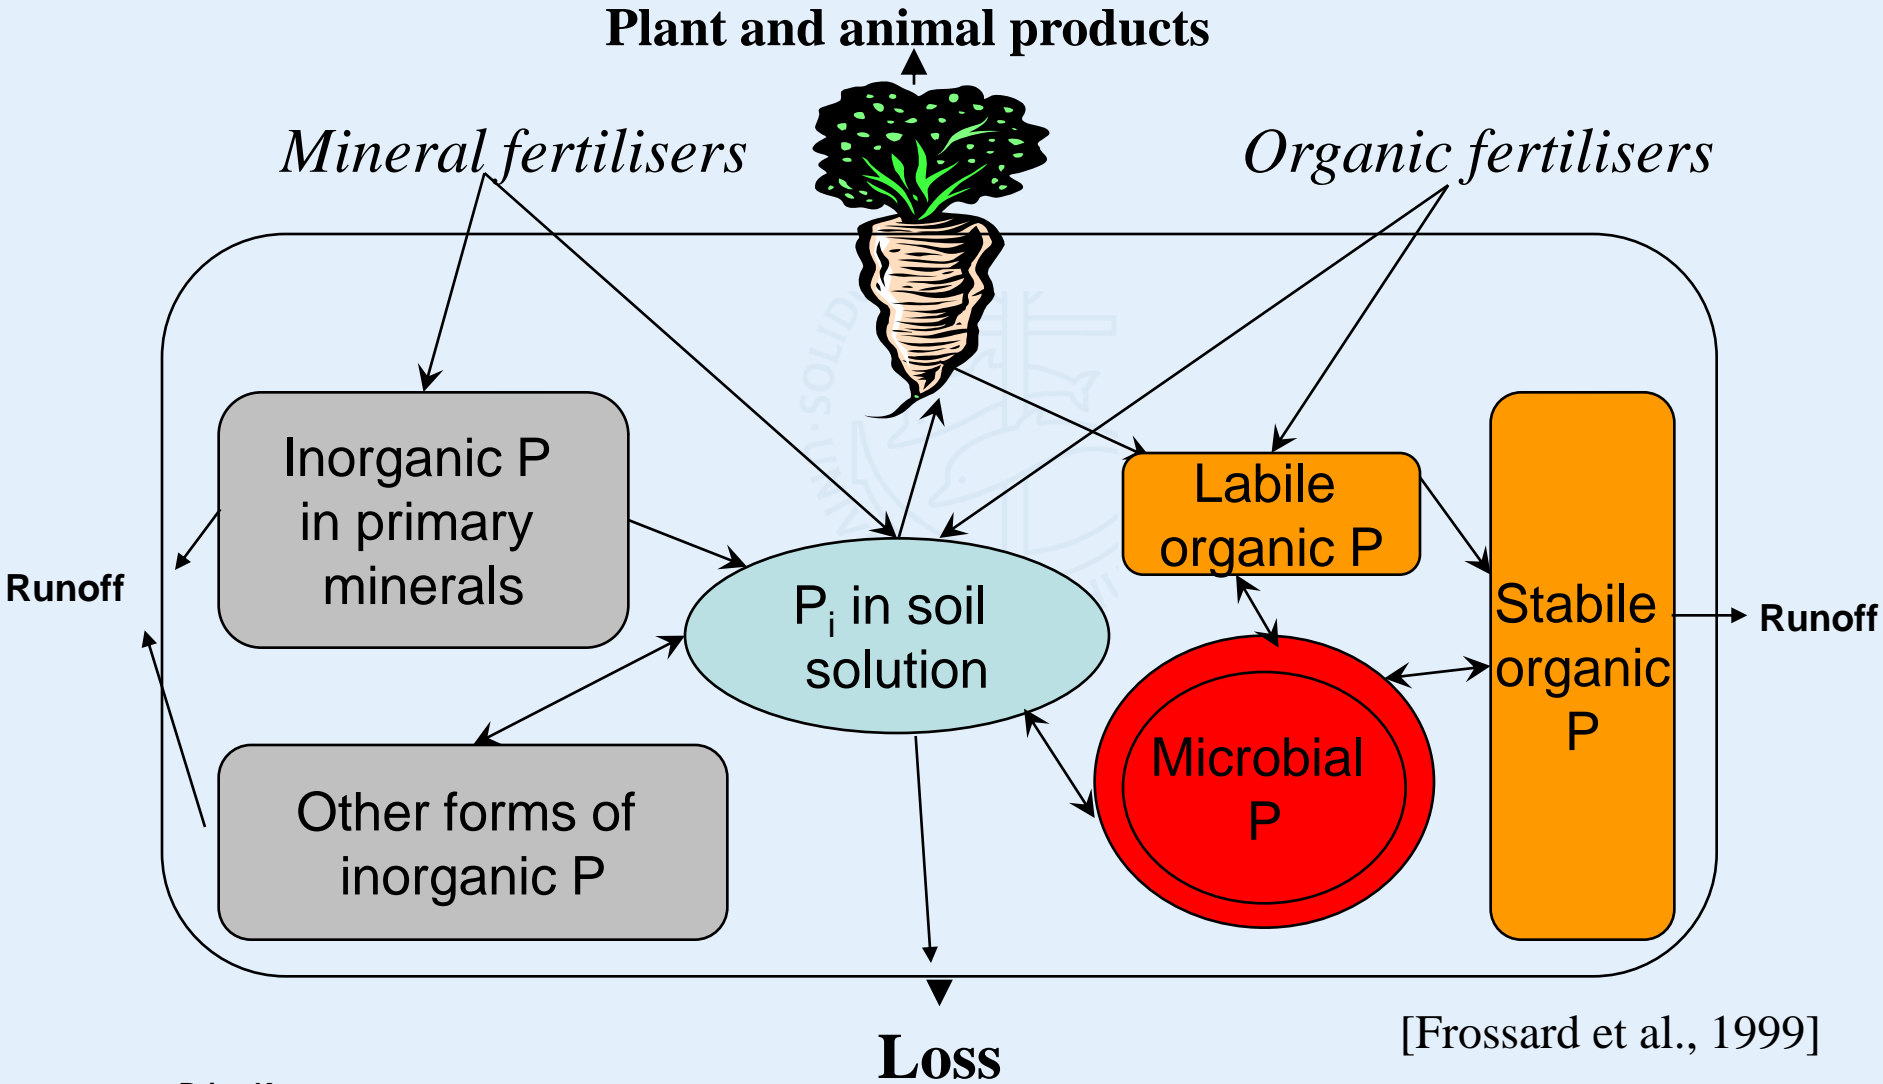 Plant and animal products
Mineral fertilisers
Organic fertilisers
Inorganic P
in primary
minerals
Labile
organic P
Runoff
Pi in soil
solution
Stabile
organic
P
Runoff
Microbial
P
Other forms of
inorganic P
[Frossard et al., 1999]
Loss